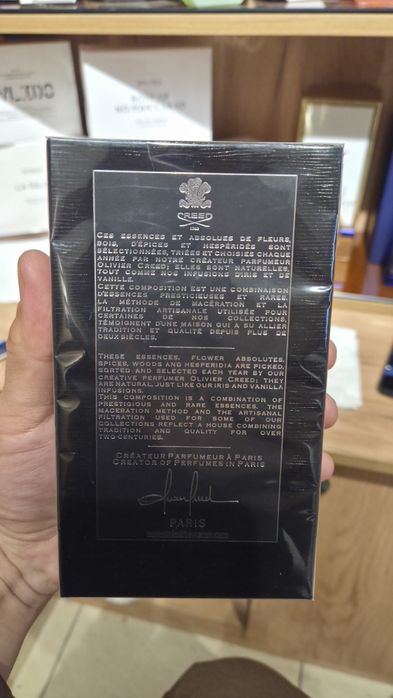 CREED
1760
CES ESSENCES ET ABSOLUES DE FLEURS,
BOIS, D'ÉPICES ET HESPÉRIDÉS SONT
SÉLECTIONNÉES, TRIÉES ET CHOISIES CHAQUE
ANNÉE PAR NOTRE CRÉATEUR PARFUMEUR
OLIVIER CREED; ELLES SONT NATURELLES,
TOUT COMME NOS INFUSIONS D'IRIS ET DE
VANILLE.
CETTE COMPOSITION EST UNE COMBINAISON
D'ESSENCES PRESTIGIEUSES ET RARES.
LA MÉTHODE DE MACÉRATION ET LA
FILTRATION ARTISANALE UTILISÉE POUR
CERTAINES DE NOS COLLECTIONS,
TÉMOIGNENT D'UNE MAISON QUI A SU ALLIER
TRADITION ET QUALITÉ DEPUIS PLUS DE
DEUX SIÈCLES.
THESE ESSENCES, FLOWER ABSOLUTES,
SPICES, WOODS AND HESPERIDIA ARE PICKED,
SORTED AND SELECTED EACH YEAR BY OUR
CREATIVE PERFUMER OLIVIER CREED; THEY
ARE NATURAL, JUST LIKE OUR IRIS AND VANILLA
INFUSIONS.
THIS COMPOSITION IS A COMBINATION OF
PRESTIGIOUS AND RARE ESSENCES, THE
MACERATION METHOD AND THE ARTISANAL
FILTRATION USED FOR SOME OF OUR
COLLECTIONS REFLECT A HOUSE COMBINING
TRADITION AND QUALITY FOR OVER
TWO CENTURIES.
CRÉATEUR PARFUMEUR À PARIS
CREATOR OF PERFUMES IN PARIS
PARIS